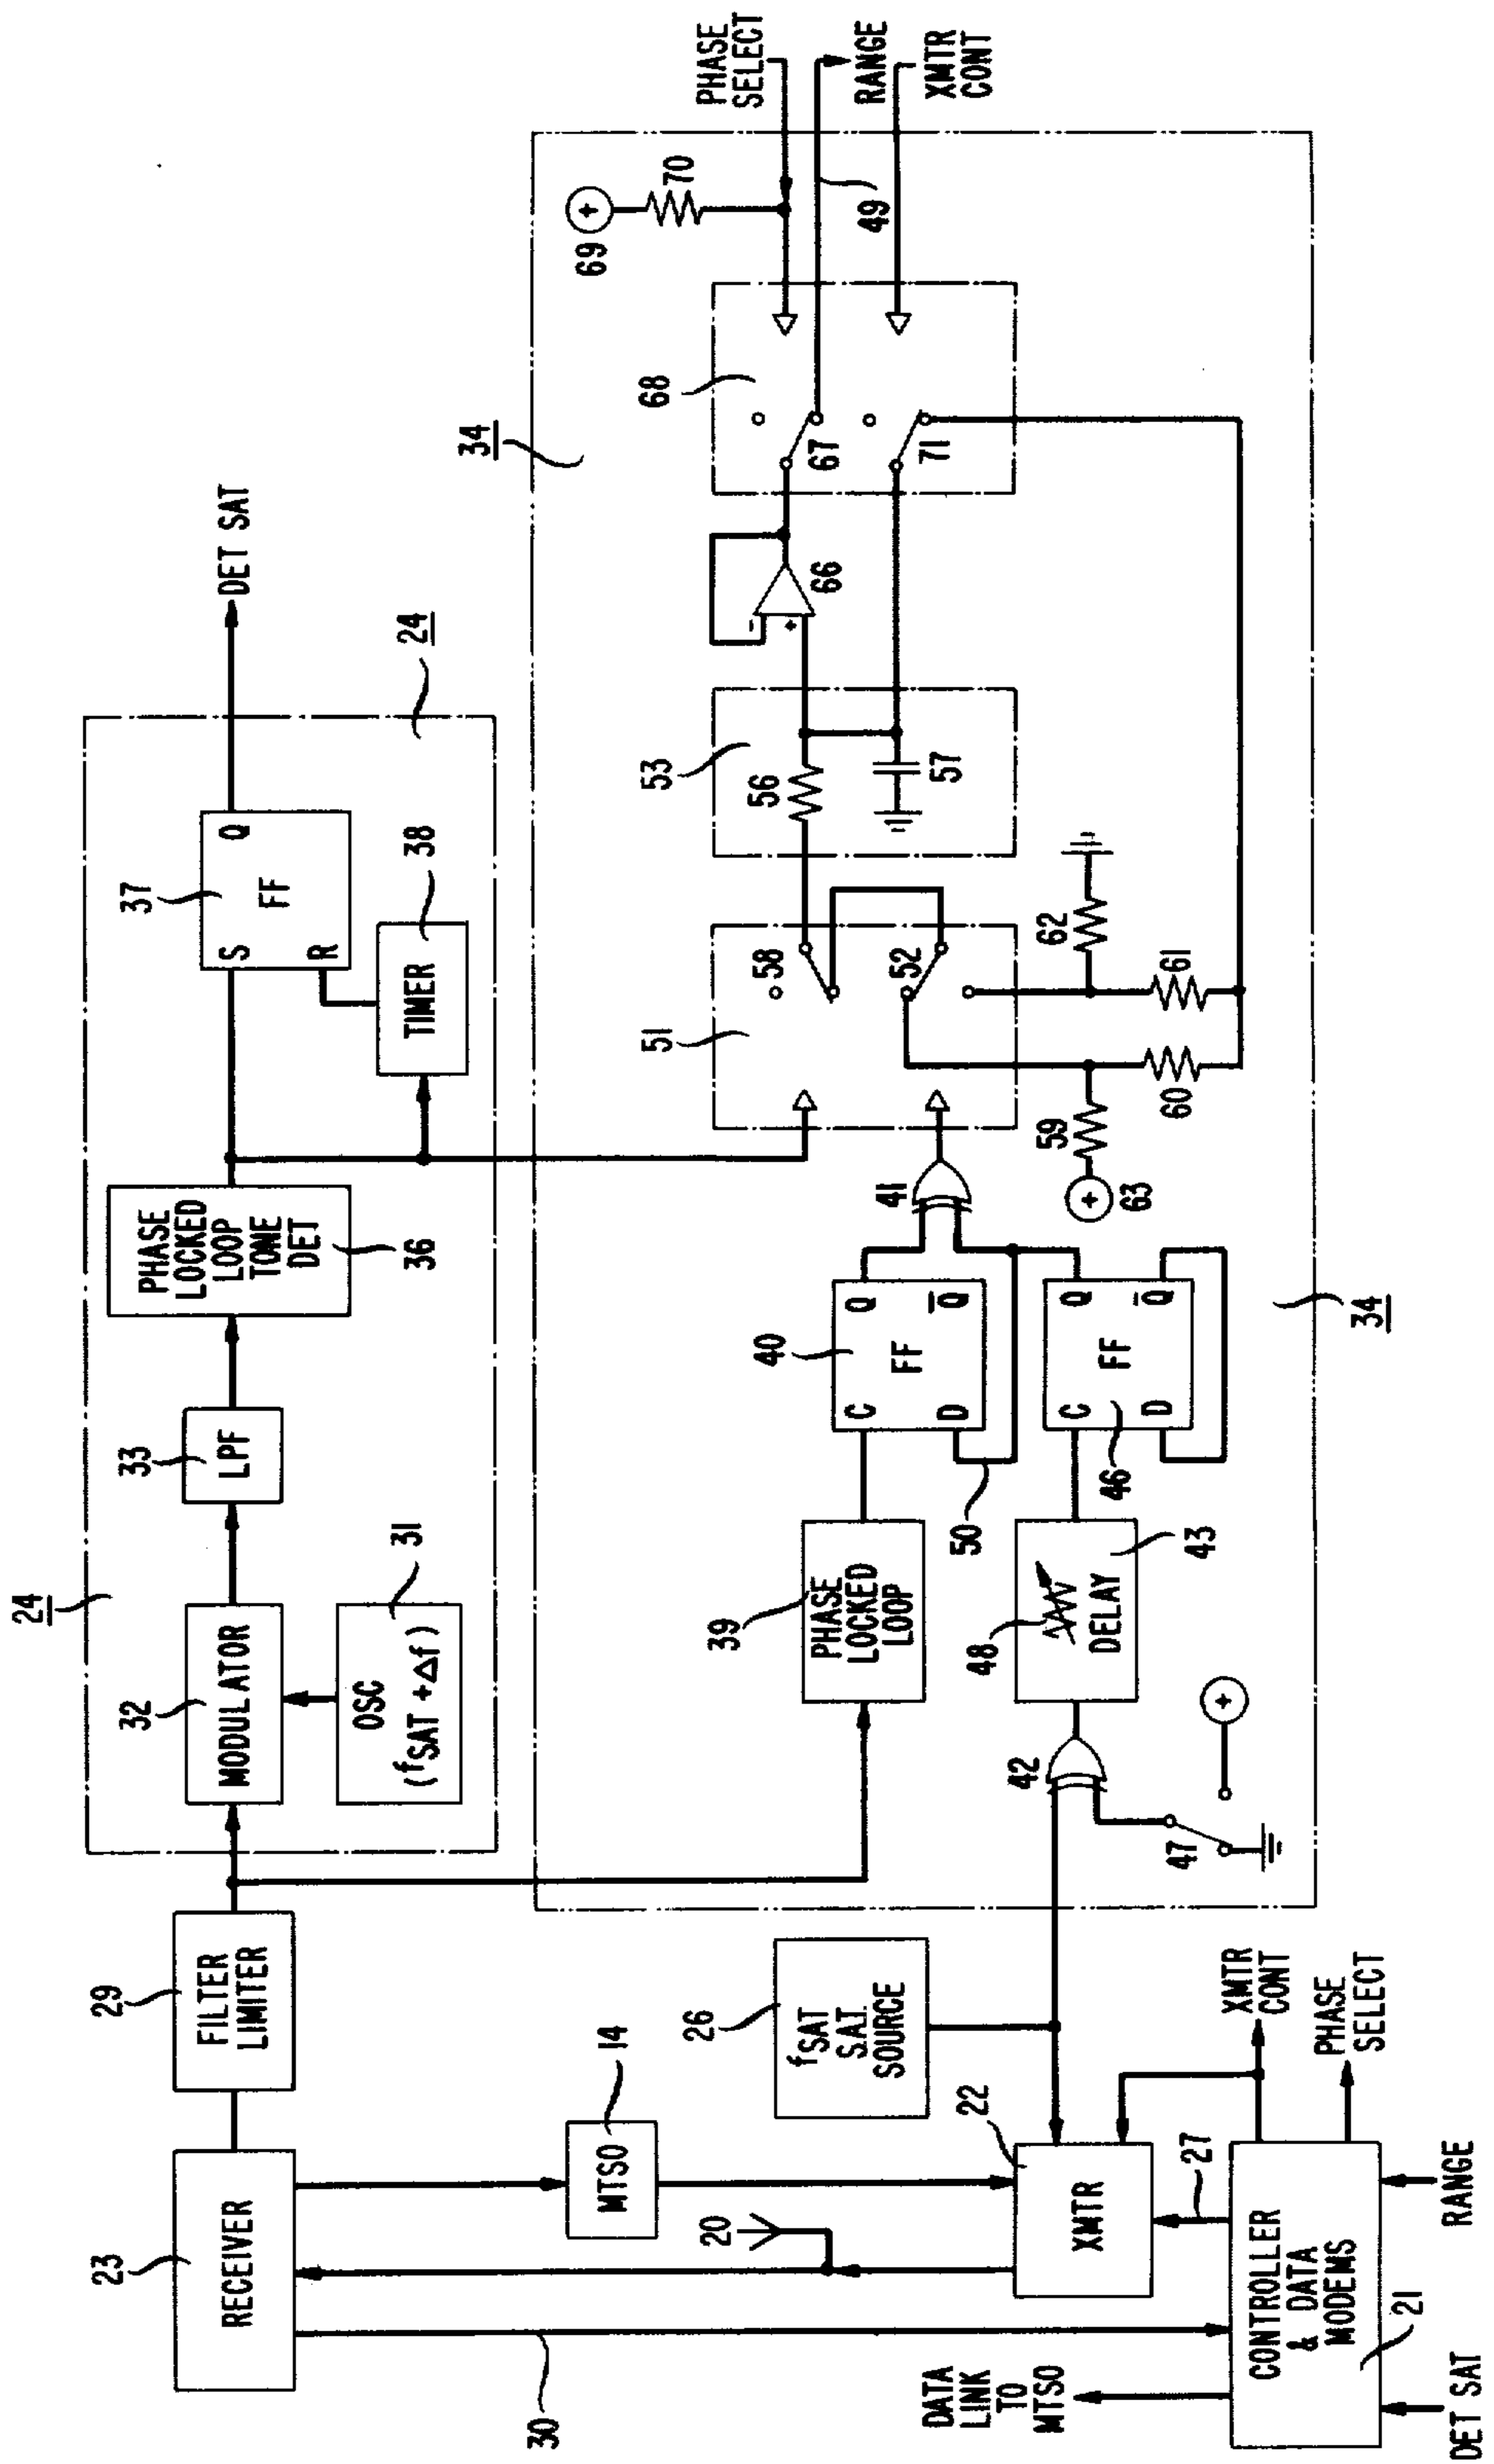 24
23
RECEIVER
29
FILTER
LIMITER
32
MODULATOR
31
OSC
(fSAT + Δf)
33
LPF
PHASE
LOCKED
LOOP
TONE
DET
36
37
S
Q
FF
R
38
TIMER
DET SAT
24
30
14
MTSO
20
26
fSAT
S.A.T.
SOURCE
22
XMTR
27
DATA
LINK
TO
MTSO
CONTROLLER
& DATA
MODEMS
21
DET SAT
RANGE
XMTR
CONT
PHASE
SELECT
34
39
PHASE
LOCKED
LOOP
40
C
Q
FF
D
Q̅
50
41
42
47
+
48
DELAY
43
C
Q
FF
D
Q̅
46
51
58
52
59
+
63
60
61
62
53
56
57
-
+
66
68
67
71
69
+
70
49
PHASE
SELECT
RANGE
XMTR
CONT
34